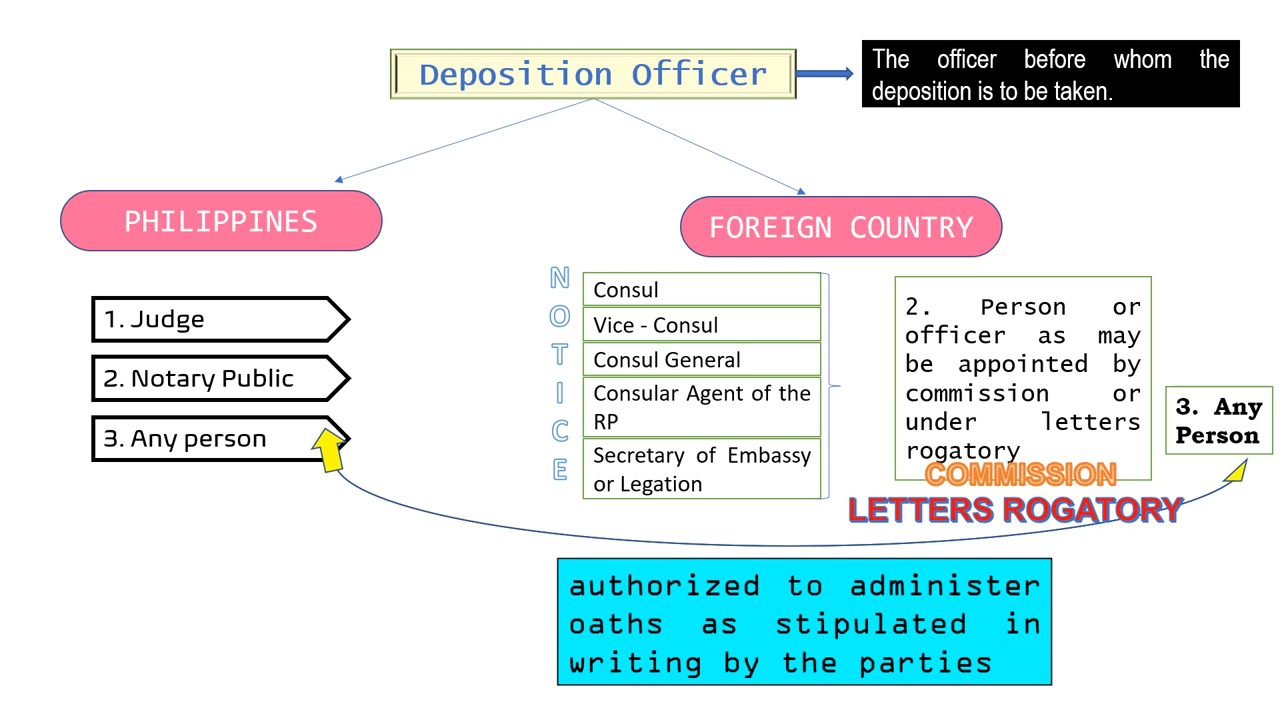 Deposition Officer
The officer before whom the
deposition is to be taken.
PHILIPPINES
1. Judge
2. Notary Public
3. Any person
FOREIGN COUNTRY
NOTICE
Consul
Vice - Consul
Consul General
Consular Agent of the
RP
Secretary of Embassy
or Legation
2. Person or
officer as may
be appointed by
commission or
under letters
rogatory
COMMISSION
LETTERS ROGATORY
3. Any
Person
authorized to administer
oaths as stipulated in
writing by the parties